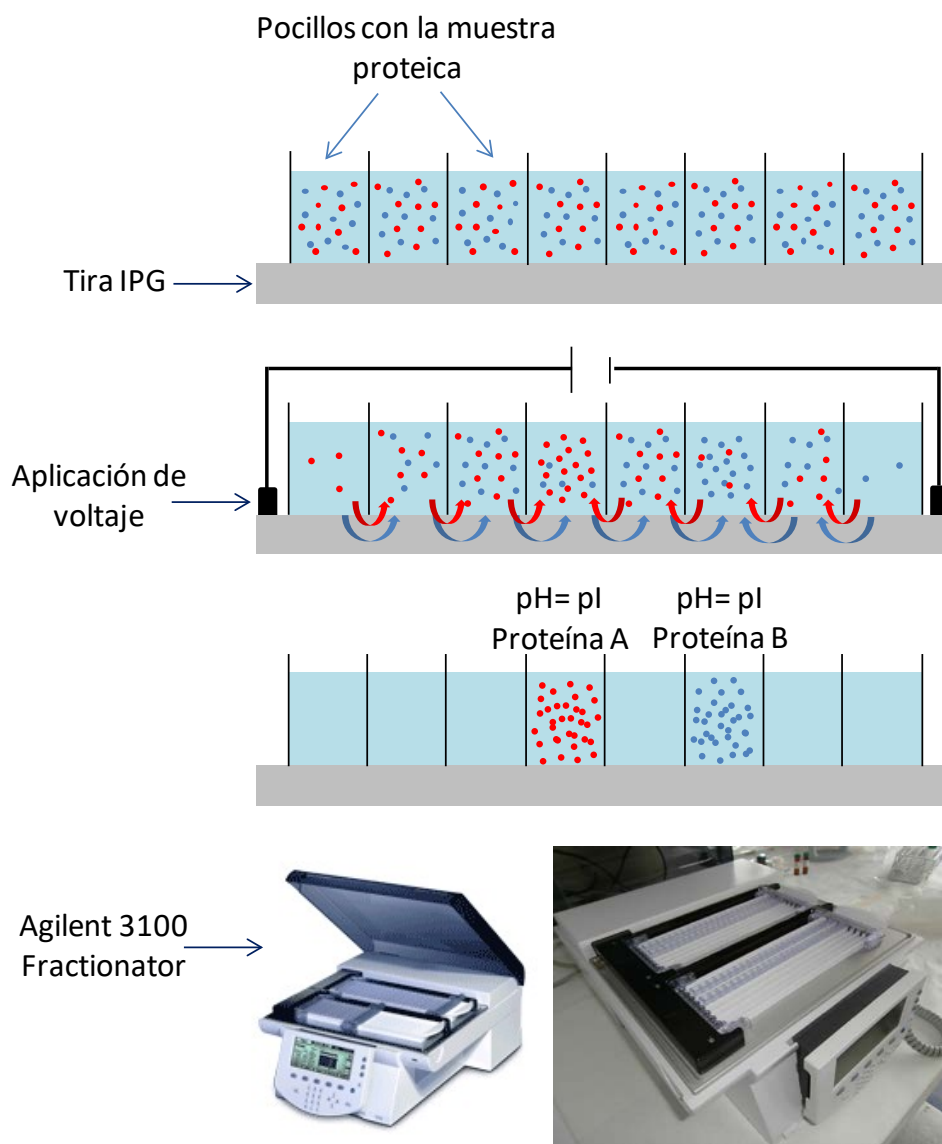 Pocillos con la muestra
proteica
Tira IPG
Aplicación de
voltaje
pH= pI
Proteína A
pH= pI
Proteína B
Agilent 3100
Fractionator